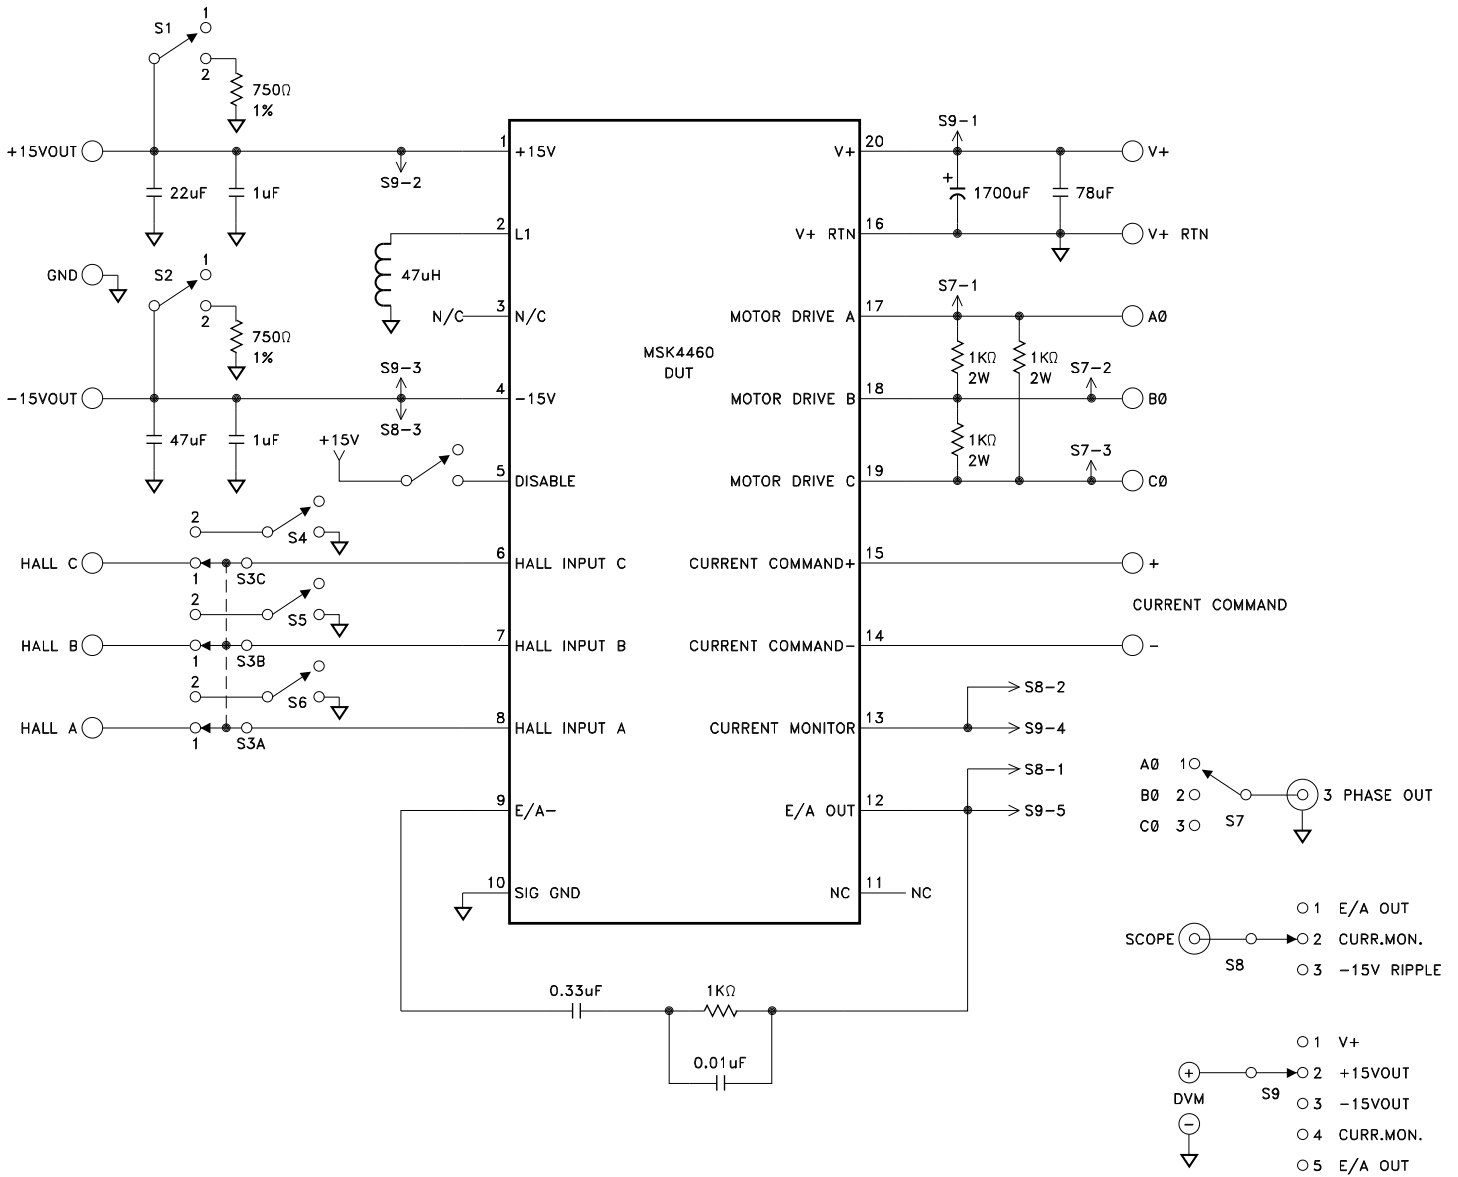 1
S1
2
750Ω
1%
+15VOUT
22uF
1uF
S9-2
GND
S2
1
2
750Ω
1%
-15VOUT
47uF
1uF
S9-3
S8-3
47uH
N/C
+15V
2
S4
HALL C
1
S3C
2
S5
HALL B
1
S3B
2
S6
HALL A
1
S3A
1
+15V
2
L1
3
N/C
4
-15V
5
DISABLE
6
HALL INPUT C
7
HALL INPUT B
8
HALL INPUT A
9
E/A-
10
SIG GND
MSK4460
DUT
20
V+
16
V+ RTN
17
MOTOR DRIVE A
18
MOTOR DRIVE B
19
MOTOR DRIVE C
15
CURRENT COMMAND+
14
CURRENT COMMAND-
13
CURRENT MONITOR
12
E/A OUT
11
NC
NC
S9-1
V+
+
1700uF
78uF
V+ RTN
S7-1
AØ
1KΩ
2W
1KΩ
2W
S7-2
BØ
1KΩ
2W
S7-3
CØ
+
CURRENT COMMAND
-
S8-2
S9-4
S8-1
S9-5
0.33uF
1KΩ
0.01uF
AØ 1
BØ 2
CØ 3
S7
3 PHASE OUT
SCOPE
S8
1 E/A OUT
2 CURR.MON.
3 -15V RIPPLE
+
DVM
-
S9
1 V+
2 +15VOUT
3 -15VOUT
4 CURR.MON.
5 E/A OUT